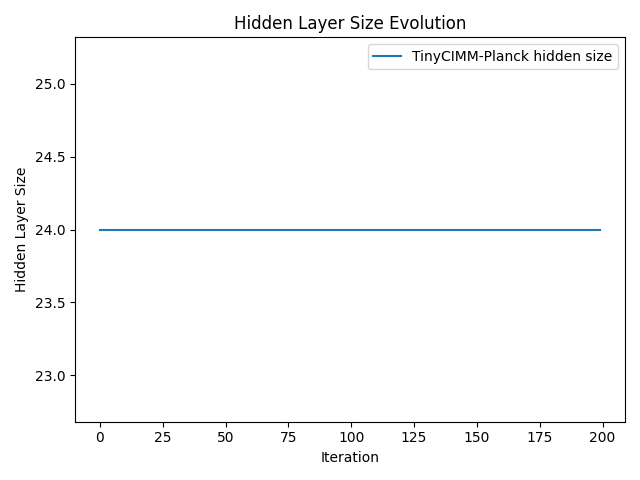 Hidden Layer Size Evolution
TinyCIMM-Planck hidden size
Hidden Layer Size
25.0
24.5
24.0
23.5
23.0
0 25 50 75 100 125 150 175 200
Iteration